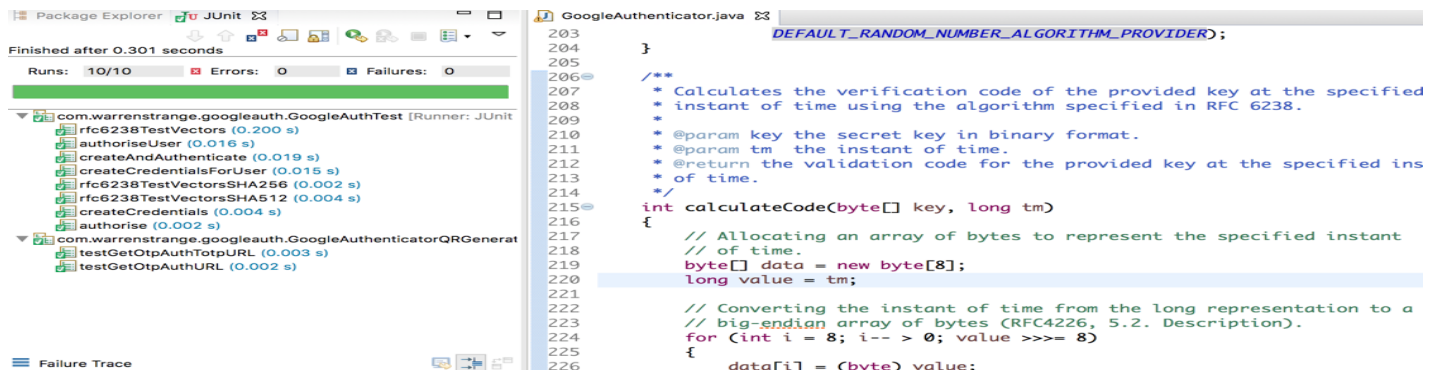 Package Explorer JUnit
Finished after 0.301 seconds
Runs: 10/10 Errors: 0 Failures: 0
com.warrenstrange.googleauth.GoogleAuthTest [Runner: JUnit
rfc6238TestVectors (0.200 s)
authoriseUser (0.016 s)
createAndAuthenticate (0.019 s)
createCredentialsForUser (0.015 s)
rfc6238TestVectorsSHA256 (0.002 s)
rfc6238TestVectorsSHA512 (0.004 s)
createCredentials (0.004 s)
authorise (0.002 s)
com.warrenstrange.googleauth.GoogleAuthenticatorQRGenerat
testGetOtpAuthTotpURL (0.003 s)
testGetOtpAuthURL (0.002 s)
Failure Trace
GoogleAuthenticator.java
203 DEFAULT_RANDOM_NUMBER_ALGORITHM_PROVIDER);
204 }
205
206 /**
207 * Calculates the verification code of the provided key at the specified
208 * instant of time using the algorithm specified in RFC 6238.
209 *
210 * @param key the secret key in binary format.
211 * @param tm the instant of time.
212 * @return the validation code for the provided key at the specified ins
213 * of time.
214 */
215 int calculateCode(byte[] key, long tm)
216 {
217 // Allocating an array of bytes to represent the specified instant
218 // of time.
219 byte[] data = new byte[8];
220 long value = tm;
221
222 // Converting the instant of time from the long representation to a
223 // big-endian array of bytes (RFC4226, 5.2. Description).
224 for (int i = 8; i-- > 0; value >>>= 8)
225 {
226 data[i] = (byte) value;